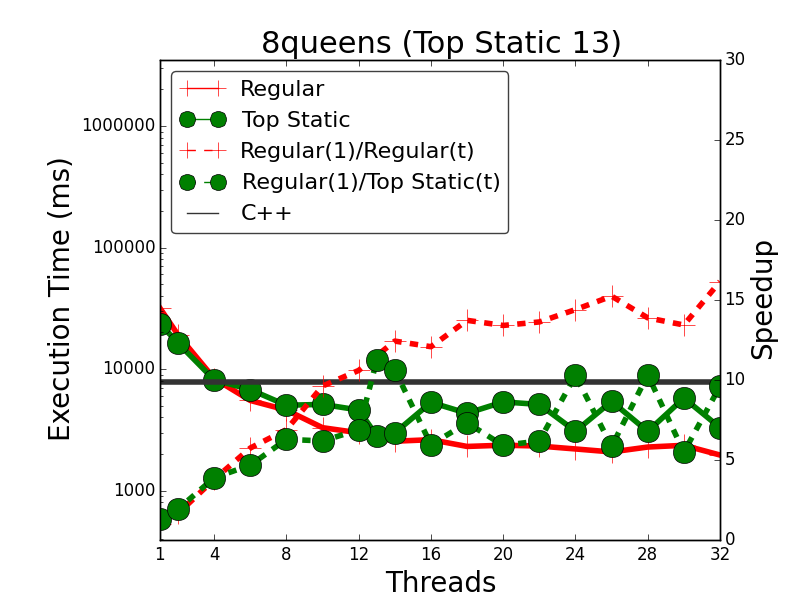 8queens (Top Static 13)
Regular
Top Static
Regular(1)/Regular(t)
Regular(1)/Top Static(t)
C++
Execution Time (ms)
1000000
100000
10000
1000
Speedup
30
25
20
15
10
5
0
1 4 8 12 16 20 24 28 32
Threads